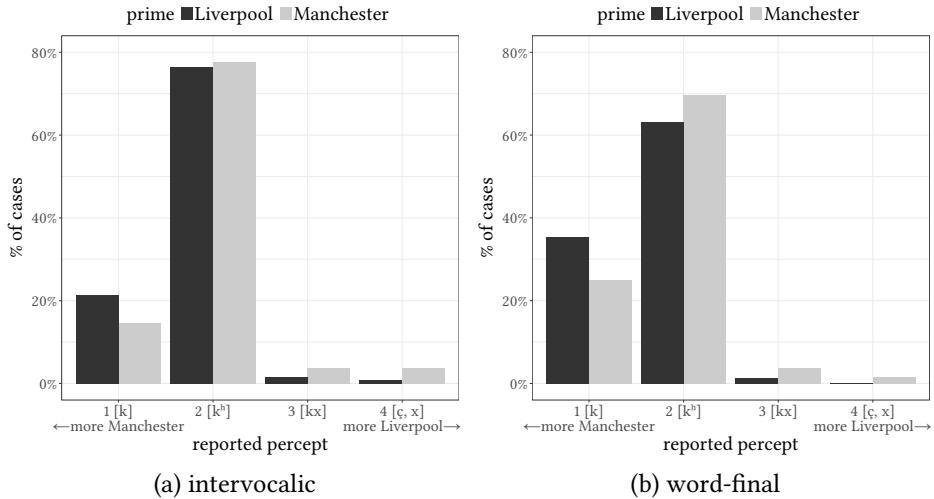 prime Liverpool Manchester
80%
60%
40%
20%
0%
% of cases
1 [k] 2 [kʰ] 3 [kx] 4 [ç, x]
←more Manchester more Liverpool→
reported percept
(a) intervocalic
prime Liverpool Manchester
80%
60%
40%
20%
0%
% of cases
1 [k] 2 [kʰ] 3 [kx] 4 [ç, x]
←more Manchester more Liverpool→
reported percept
(b) word-final